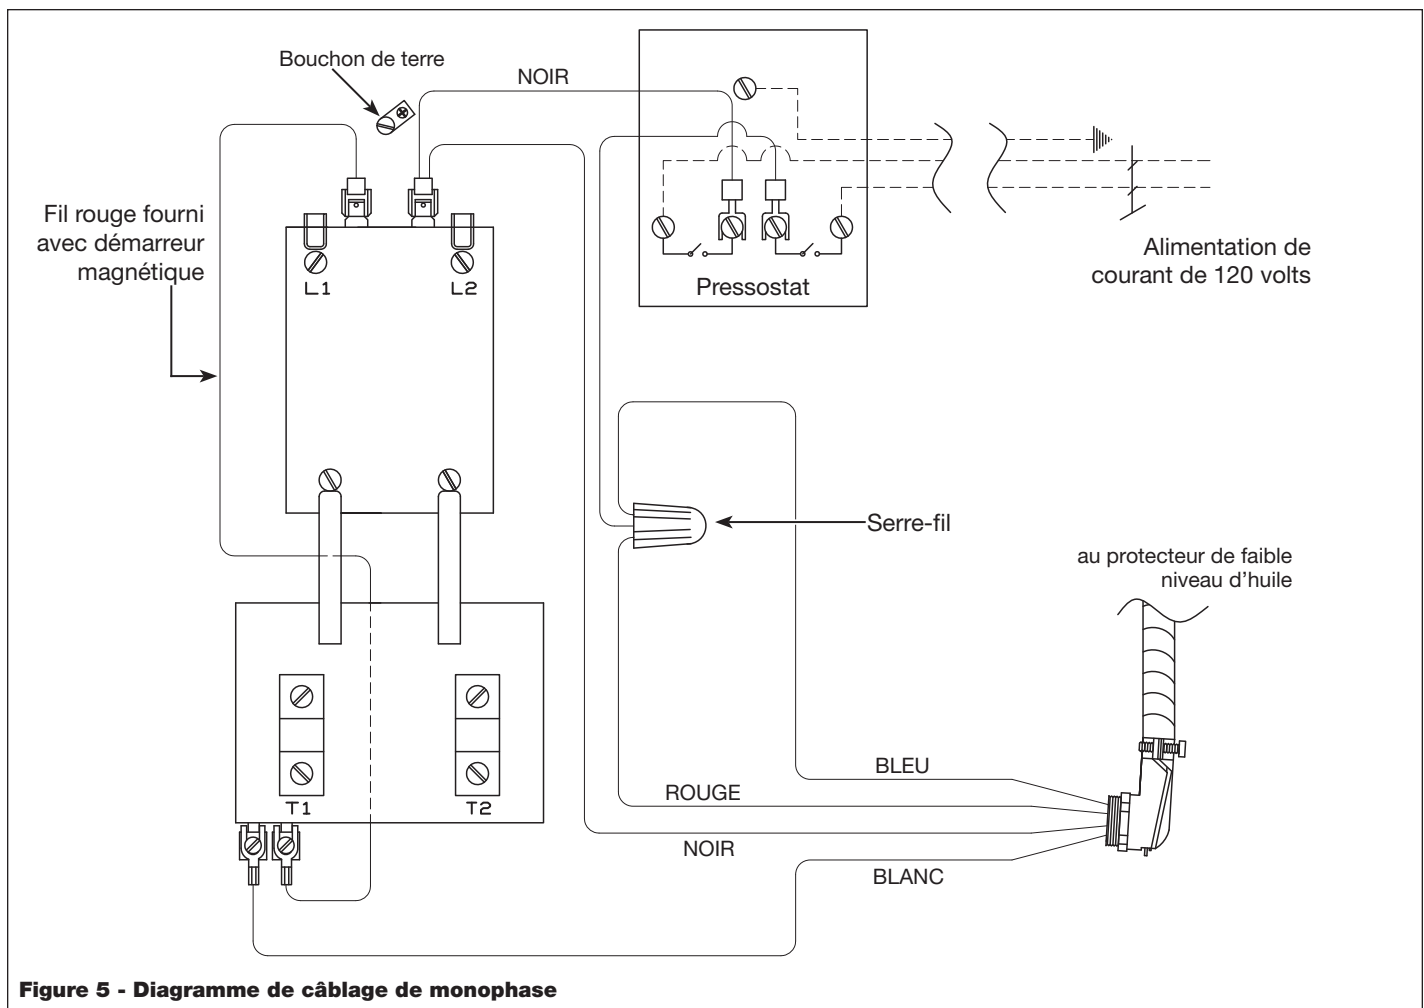 Bouchon de terre
NOIR
Fil rouge fourni
avec démarreur
magnétique
L1
L2
Pressostat
Alimentation de
courant de 120 volts
Serre-fil
au protecteur de faible
niveau d'huile
T1
T2
BLEU
ROUGE
NOIR
BLANC
Figure 5 - Diagramme de câblage de monophase